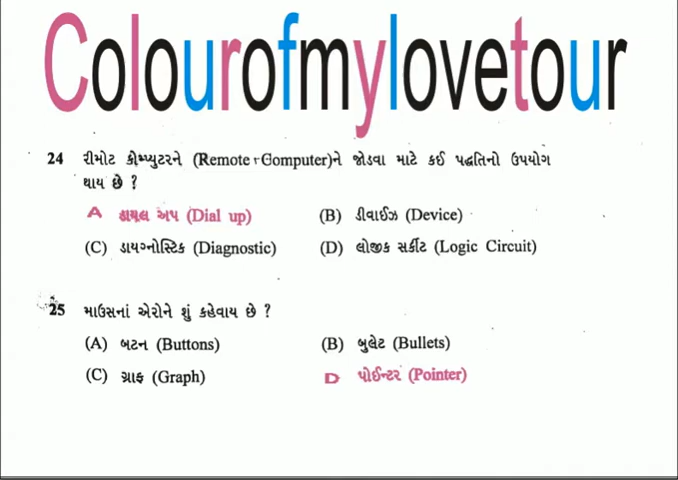 Colourofmylovetour
24 રીમોટ કોમ્પ્યુટરને (Remote Computer)ને જોડવા માટે કઈ પદ્ધતિનો ઉપયોગ
થાય છે ?
A ડાયલ અપ (Dial up) (B) ડીવાઈઝ (Device)
(C) ડાયગ્નોસ્ટિક (Diagnostic) (D) લોજીક સર્કીટ (Logic Circuit)
25 માઉસનાં એરોને શું કહેવાય છે ?
(A) બટન (Buttons) (B) બુલેટ (Bullets)
(C) ગ્રાફ (Graph) D પોઈન્ટર (Pointer)